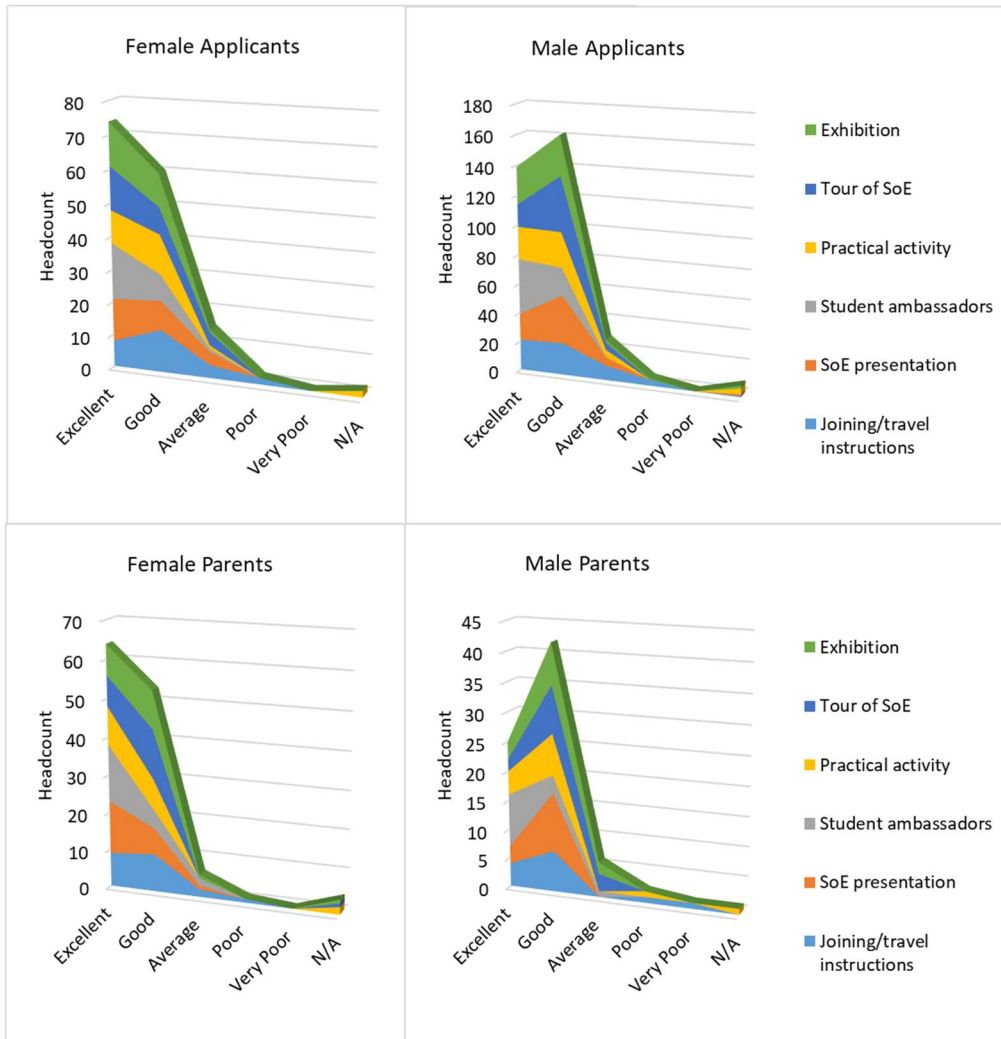 Female Applicants
Headcount
80
70
60
50
40
30
20
10
0
Excellent
Good
Average
Poor
Very Poor
N/A
Male Applicants
Headcount
180
160
140
120
100
80
60
40
20
0
Excellent
Good
Average
Poor
Very Poor
N/A
Exhibition
Tour of SoE
Practical activity
Student ambassadors
SoE presentation
Joining/travel
instructions
Female Parents
Headcount
70
60
50
40
30
20
10
0
Excellent
Good
Average
Poor
Very Poor
N/A
Male Parents
Headcount
45
40
35
30
25
20
15
10
5
0
Excellent
Good
Average
Poor
Very Poor
N/A
Exhibition
Tour of SoE
Practical activity
Student ambassadors
SoE presentation
Joining/travel
instructions